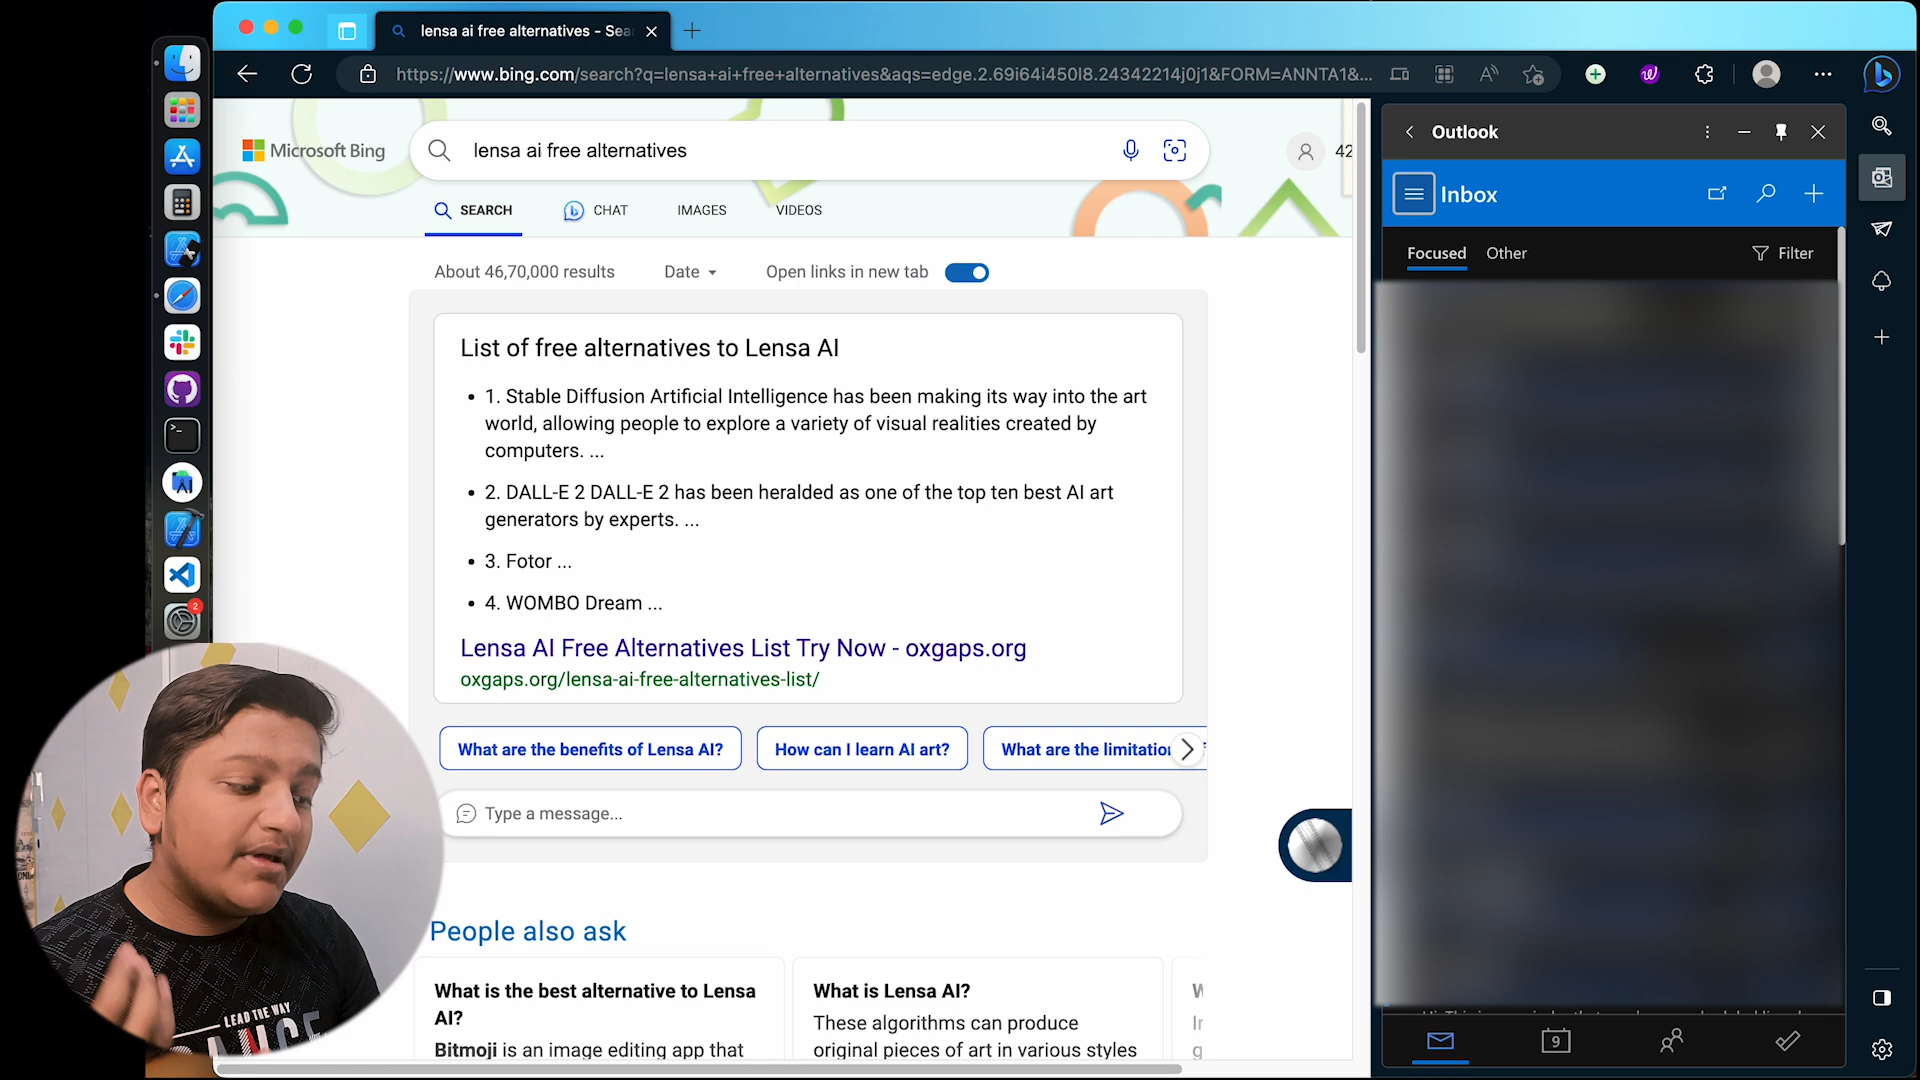 lensa ai free alternatives - Sea
https://www.bing.com/search?q=lensa+ai+free+alternatives&aqs=edge.2.69i64i450l8.24342214j0j1&FORM=ANNTA1&...
Microsoft Bing
lensa ai free alternatives
42
SEARCH
CHAT
IMAGES
VIDEOS
About 46,70,000 results
Date
Open links in new tab
List of free alternatives to Lensa AI
• 1. Stable Diffusion Artificial Intelligence has been making its way into the art
world, allowing people to explore a variety of visual realities created by
computers. ...
• 2. DALL-E 2 DALL-E 2 has been heralded as one of the top ten best AI art
generators by experts. ...
• 3. Fotor ...
• 4. WOMBO Dream ...
Lensa AI Free Alternatives List Try Now - oxgaps.org
oxgaps.org/lensa-ai-free-alternatives-list/
What are the benefits of Lensa AI?
How can I learn AI art?
What are the limitation
Type a message...
People also ask
What is the best alternative to Lensa
AI?
Bitmoji is an image editing app that
What is Lensa AI?
These algorithms can produce
original pieces of art in various styles
Outlook
Inbox
Focused
Other
Filter
9
2
LEAD THE WAY